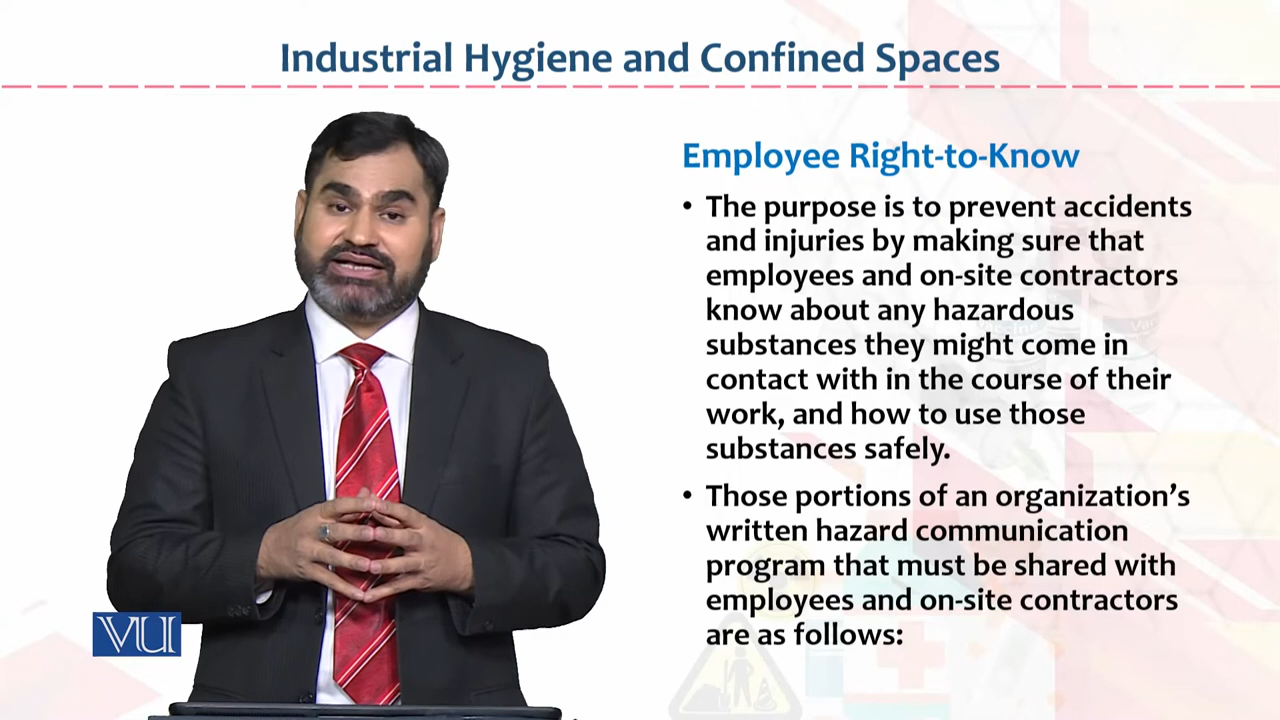 Industrial Hygiene and Confined Spaces
Employee Right-to-Know
• The purpose is to prevent accidents
and injuries by making sure that
employees and on-site contractors
know about any hazardous
substances they might come in
contact with in the course of their
work, and how to use those
substances safely.
• Those portions of an organization's
written hazard communication
program that must be shared with
employees and on-site contractors
are as follows:
VU